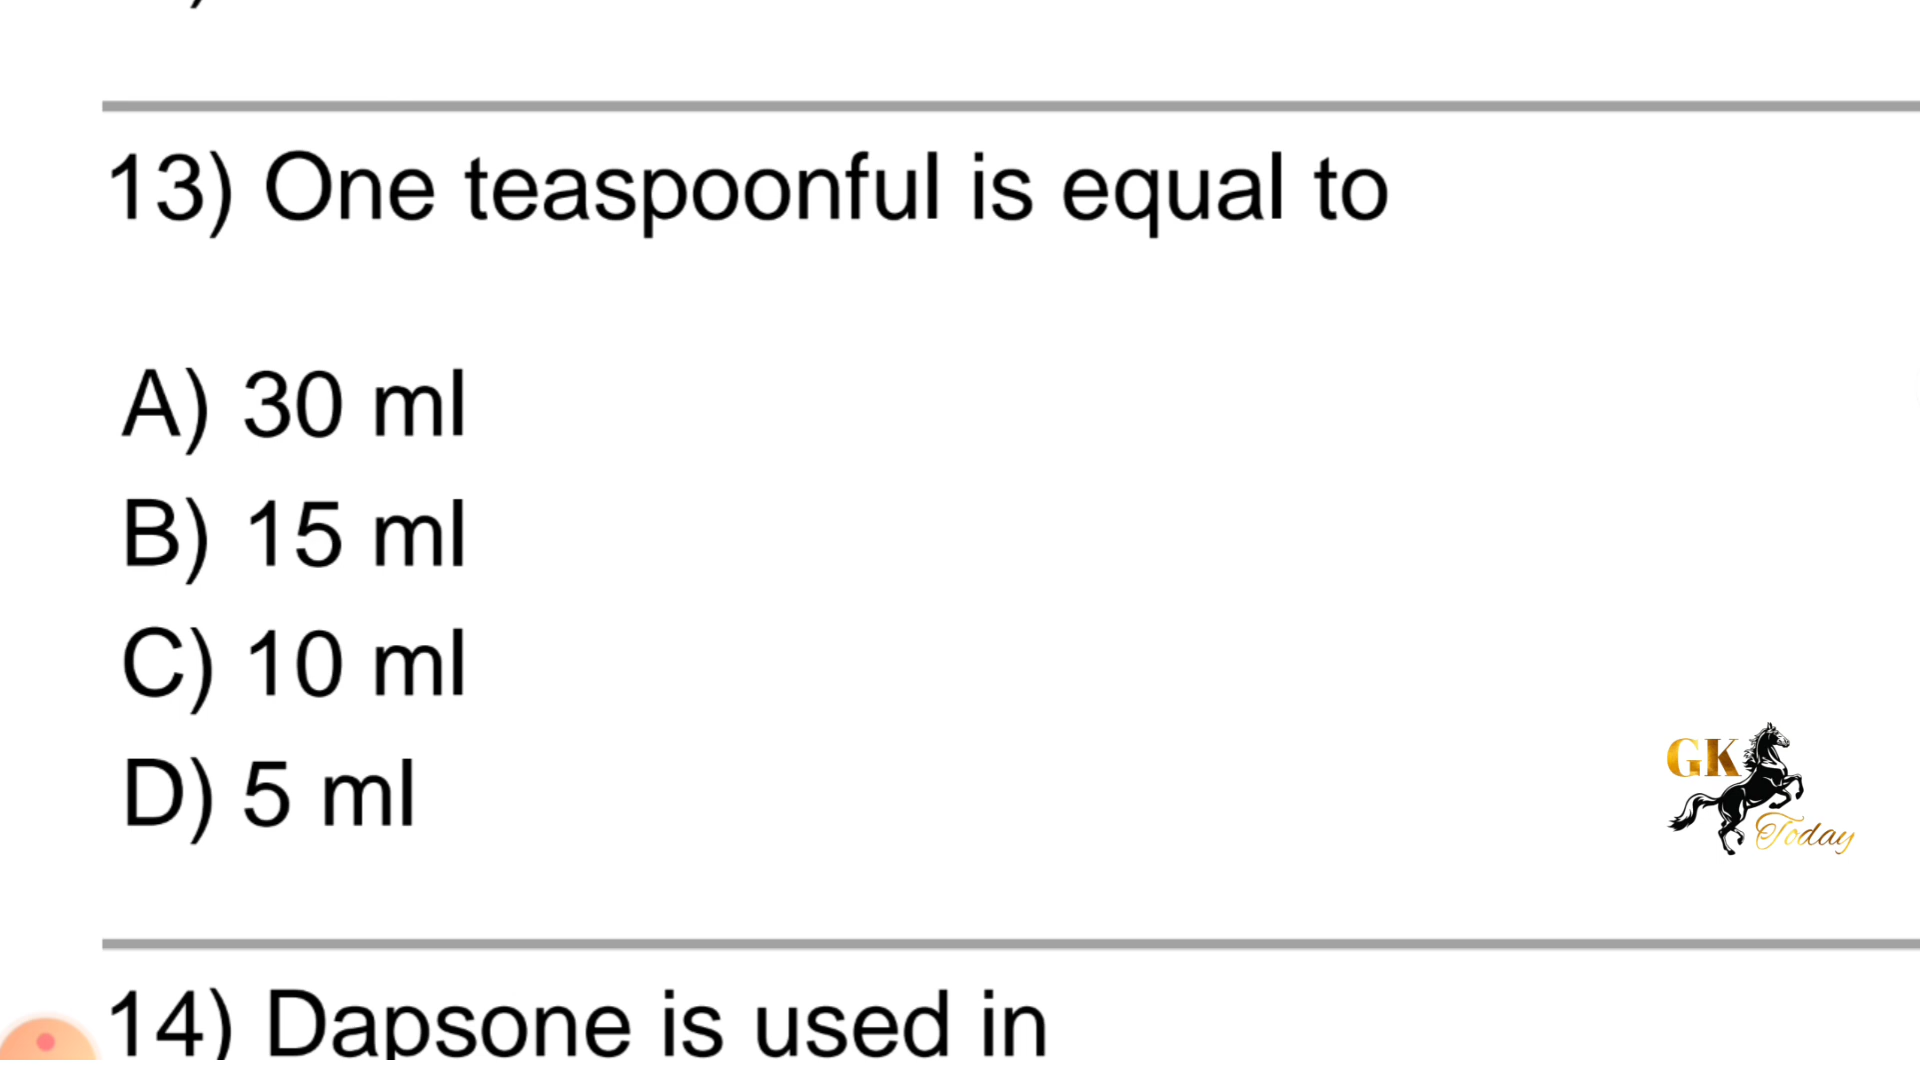 13) One teaspoonful is equal to
A) 30 ml
B) 15 ml
C) 10 ml
D) 5 ml
GK
Today
14) Dapsone is used in